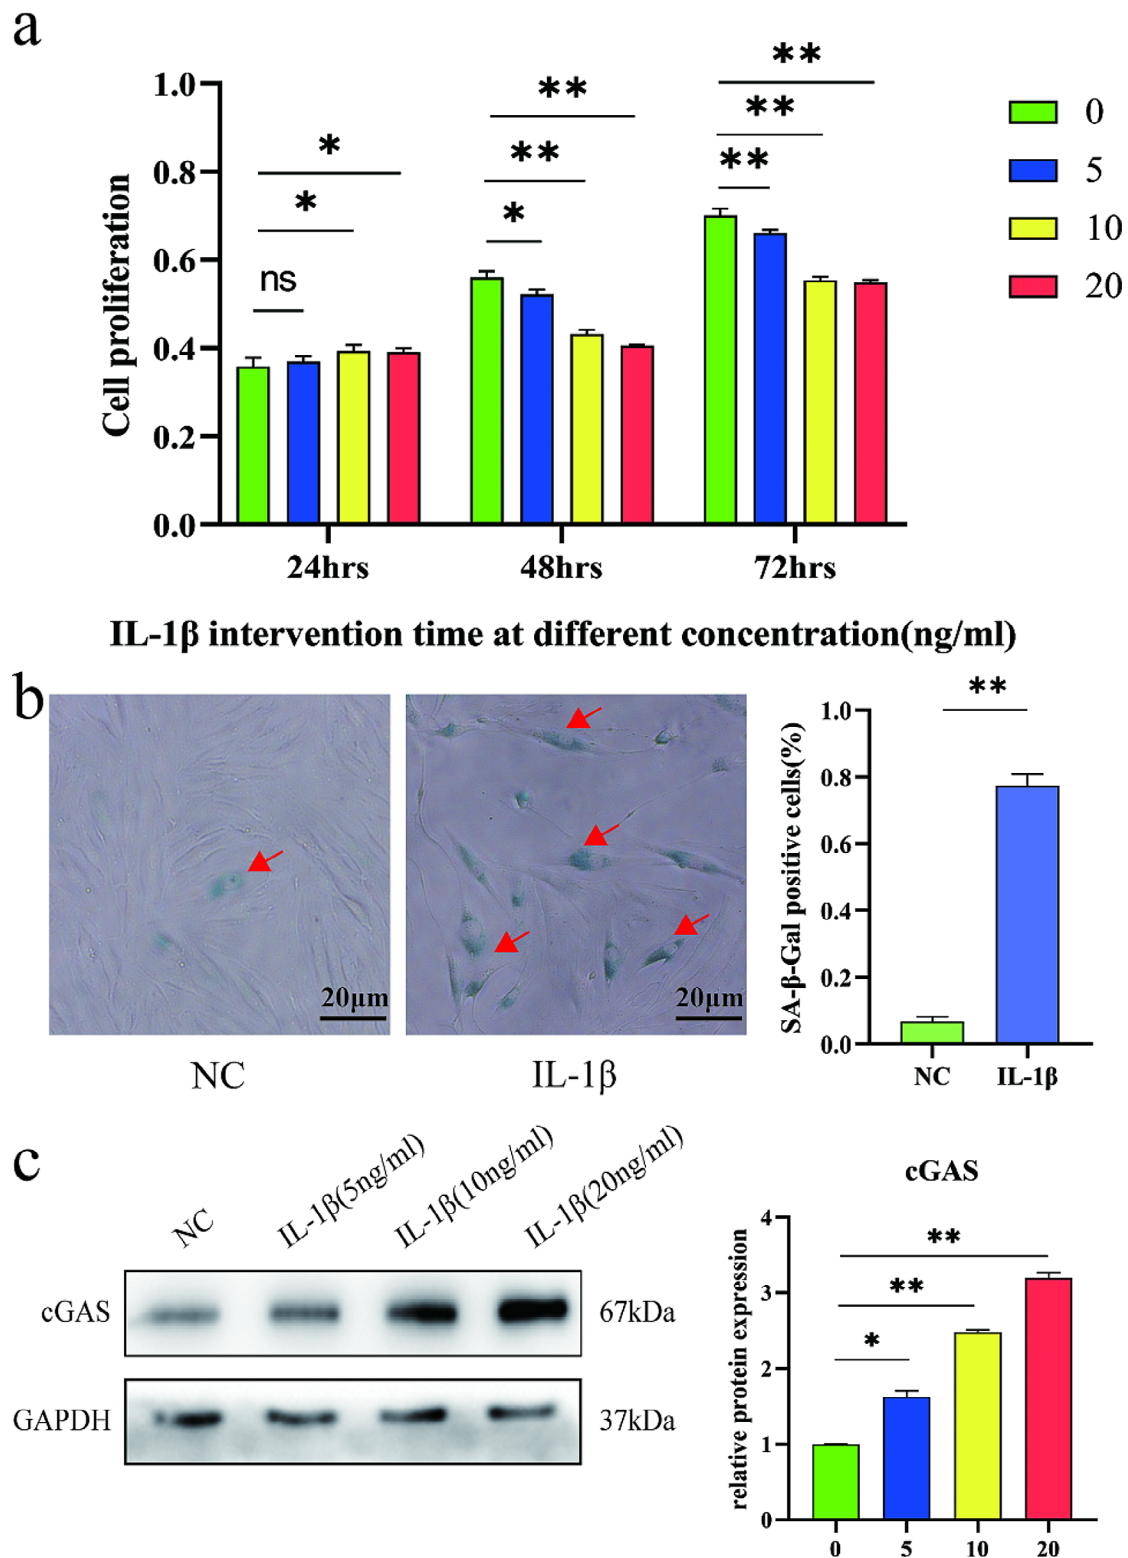 a
1.0
0.8
0.6
0.4
0.2
0.0
Cell proliferation
ns
*
*
*
**
**
**
**
**
24hrs
48hrs
72hrs
0
5
10
20
IL-1β intervention time at different concentration(ng/ml)
b
20μm
NC
20μm
IL-1β
SA-β-Gal positive cells(%)
1.0
0.8
0.6
0.4
0.2
0.0
**
NC
IL-1β
c
NC
IL-1β(5ng/ml)
IL-1β(10ng/ml)
IL-1β(20ng/ml)
cGAS
67kDa
GAPDH
37kDa
cGAS
relative protein expression
4
3
2
1
0
*
**
**
0
5
10
20